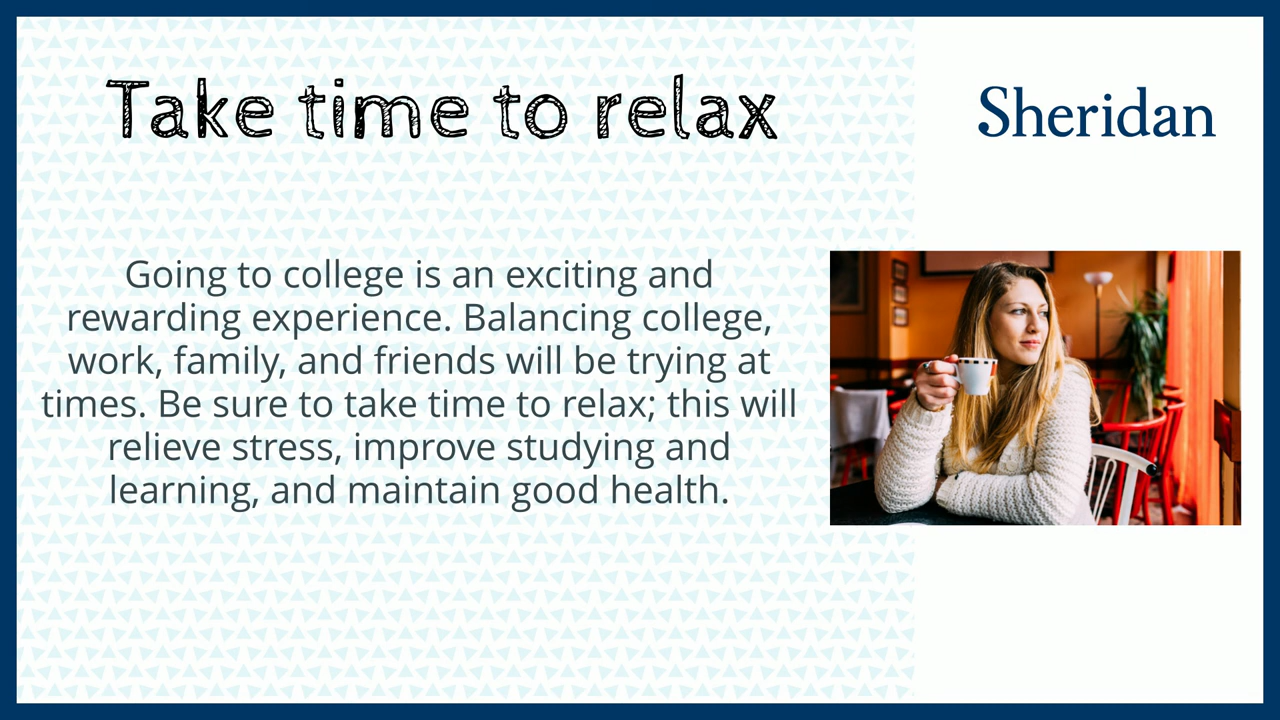 Take time to relax
Sheridan
Going to college is an exciting and
rewarding experience. Balancing college,
work, family, and friends will be trying at
times. Be sure to take time to relax; this will
relieve stress, improve studying and
learning, and maintain good health.